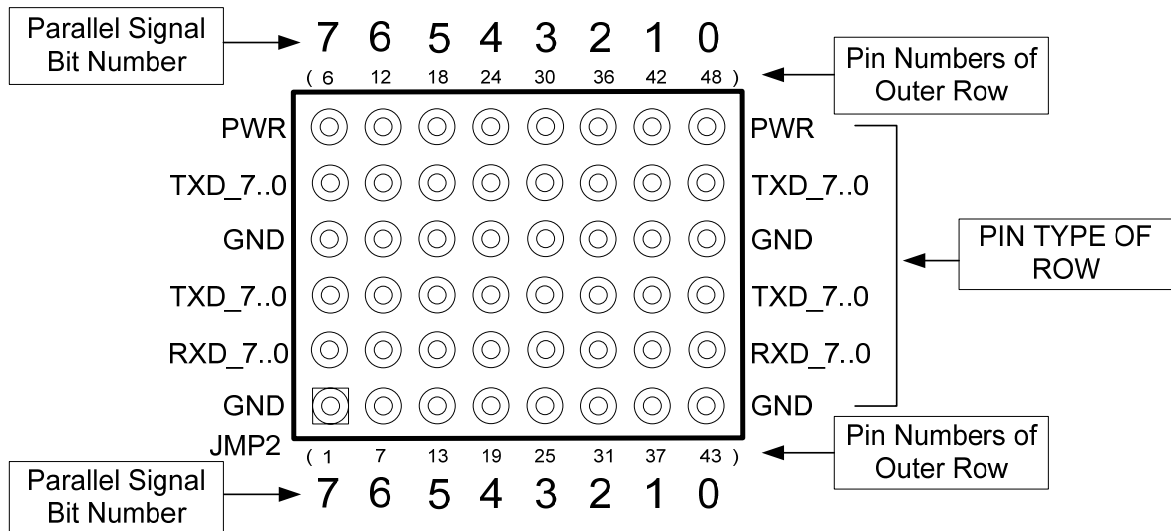 Parallel Signal
Bit Number
7 6 5 4 3 2 1 0
( 6 12 18 24 30 36 42 48 )
Pin Numbers of
Outer Row
PWR PWR
TXD_7..0 TXD_7..0
GND GND
PIN TYPE OF
ROW
TXD_7..0 TXD_7..0
RXD_7..0 RXD_7..0
GND GND
JMP2
( 1 7 13 19 25 31 37 43 )
Pin Numbers of
Outer Row
Parallel Signal
Bit Number
7 6 5 4 3 2 1 0